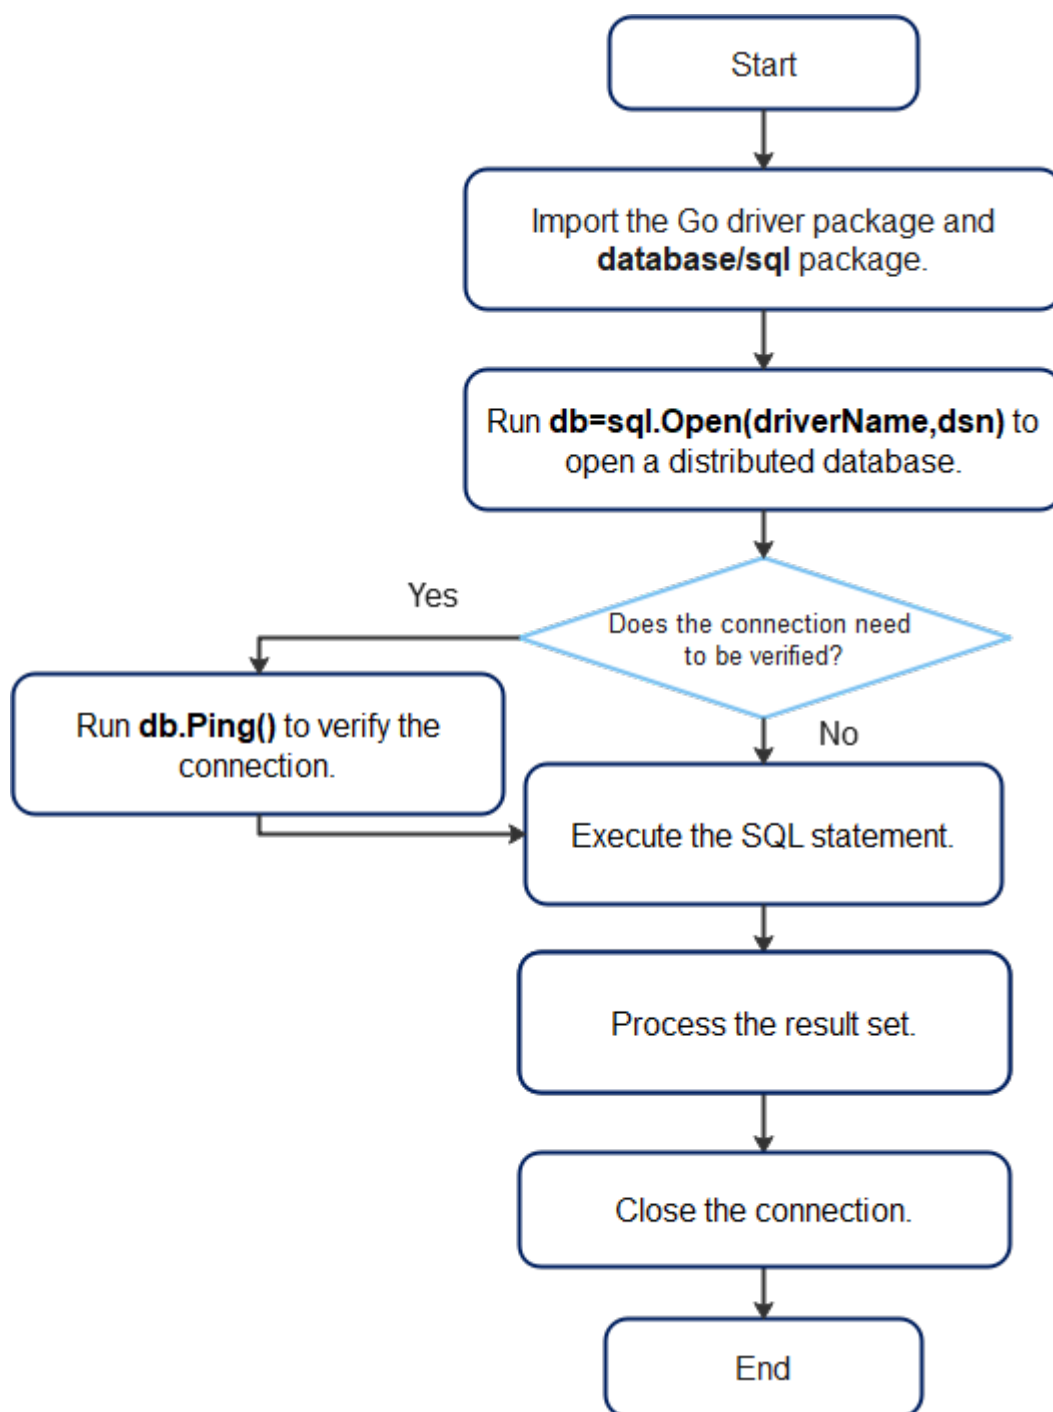 Start
Import the Go driver package and
database/sql package.
Run db=sql.Open(driverName,dsn) to
open a distributed database.
Yes
Does the connection need
to be verified?
Run db.Ping() to verify the
connection.
No
Execute the SQL statement.
Process the result set.
Close the connection.
End